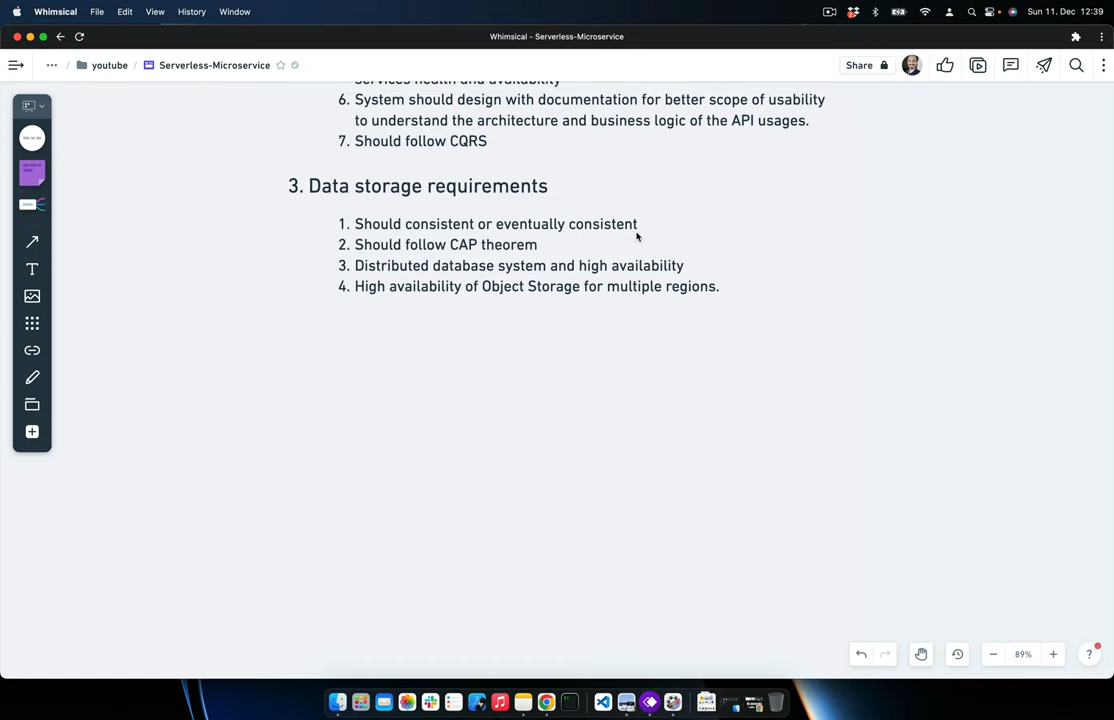 Whimsical File Edit View History Window Sun 11. Dec 12:39
Whimsical - Serverless-Microservice
... / youtube / Serverless-Microservice Share
services health and availability
6. System should design with documentation for better scope of usability
to understand the architecture and business logic of the API usages.
7. Should follow CQRS
3. Data storage requirements
1. Should consistent or eventually consistent
2. Should follow CAP theorem
3. Distributed database system and high availability
4. High availability of Object Storage for multiple regions.
89%